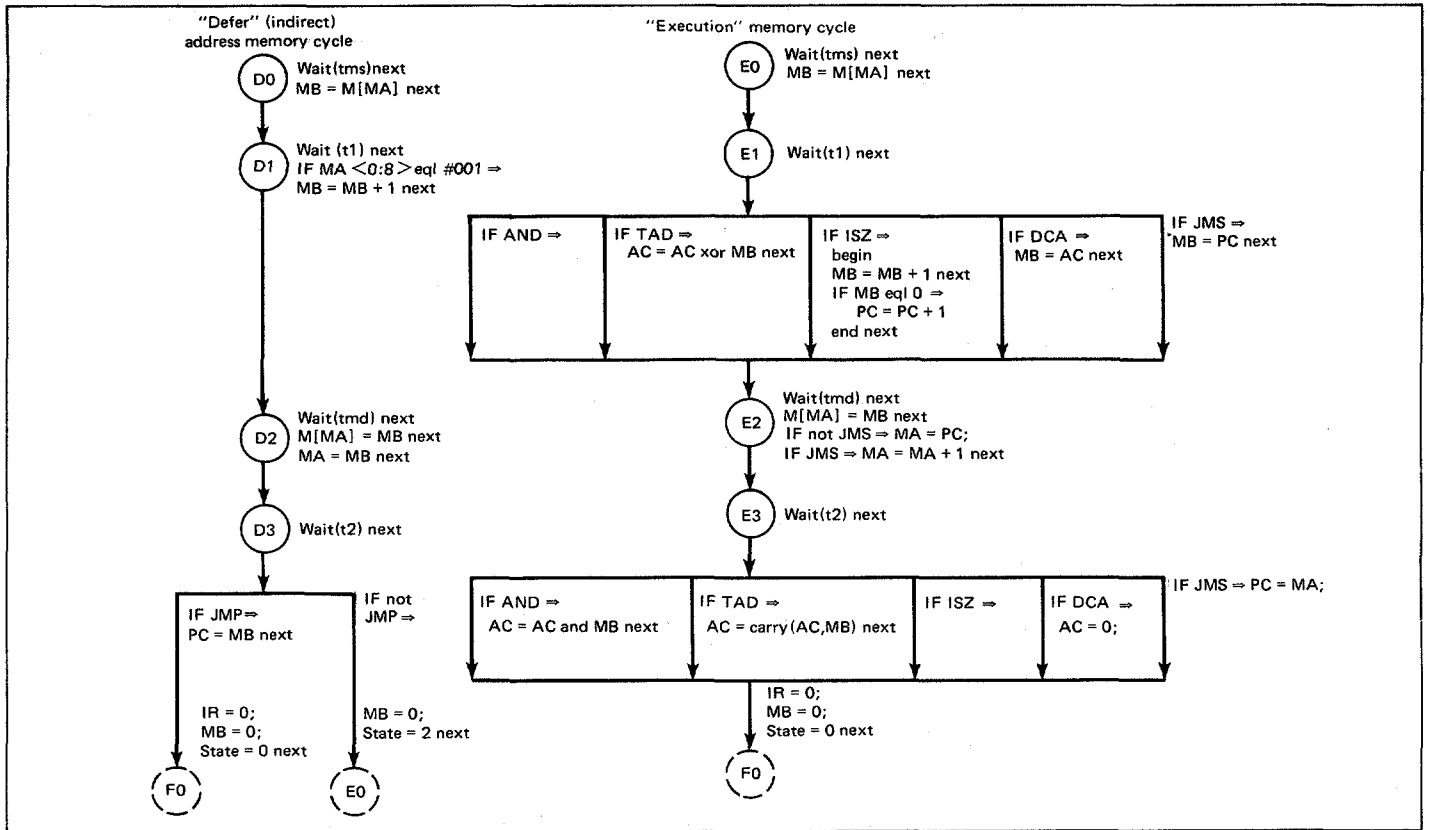 "Defer" (indirect)
address memory cycle
D0
Wait(tms)next
MB = M[MA] next
D1
Wait (t1) next
IF MA <0:8> eql #001 ⇒
MB = MB + 1 next
D2
Wait(tmd) next
M[MA] = MB next
MA = MB next
D3
Wait(t2) next
IF JMP⇒
PC = MB next
IF not
JMP⇒
IR = 0;
MB = 0;
State = 0 next
MB = 0;
State = 2 next
F0
E0
"Execution" memory cycle
E0
Wait(tms) next
MB = M[MA] next
E1
Wait(t1) next
IF AND ⇒
IF TAD ⇒
AC = AC xor MB next
IF ISZ ⇒
begin
MB = MB + 1 next
IF MB eql 0 ⇒
PC = PC + 1
end next
IF DCA ⇒
MB = AC next
IF JMS ⇒
MB = PC next
E2
Wait(tmd) next
M[MA] = MB next
IF not JMS ⇒ MA = PC;
IF JMS ⇒ MA = MA + 1 next
E3
Wait(t2) next
IF AND ⇒
AC = AC and MB next
IF TAD ⇒
AC = carry(AC,MB) next
IF ISZ ⇒
IF DCA ⇒
AC = 0;
IF JMS ⇒ PC = MA;
IR = 0;
MB = 0;
State = 0 next
F0